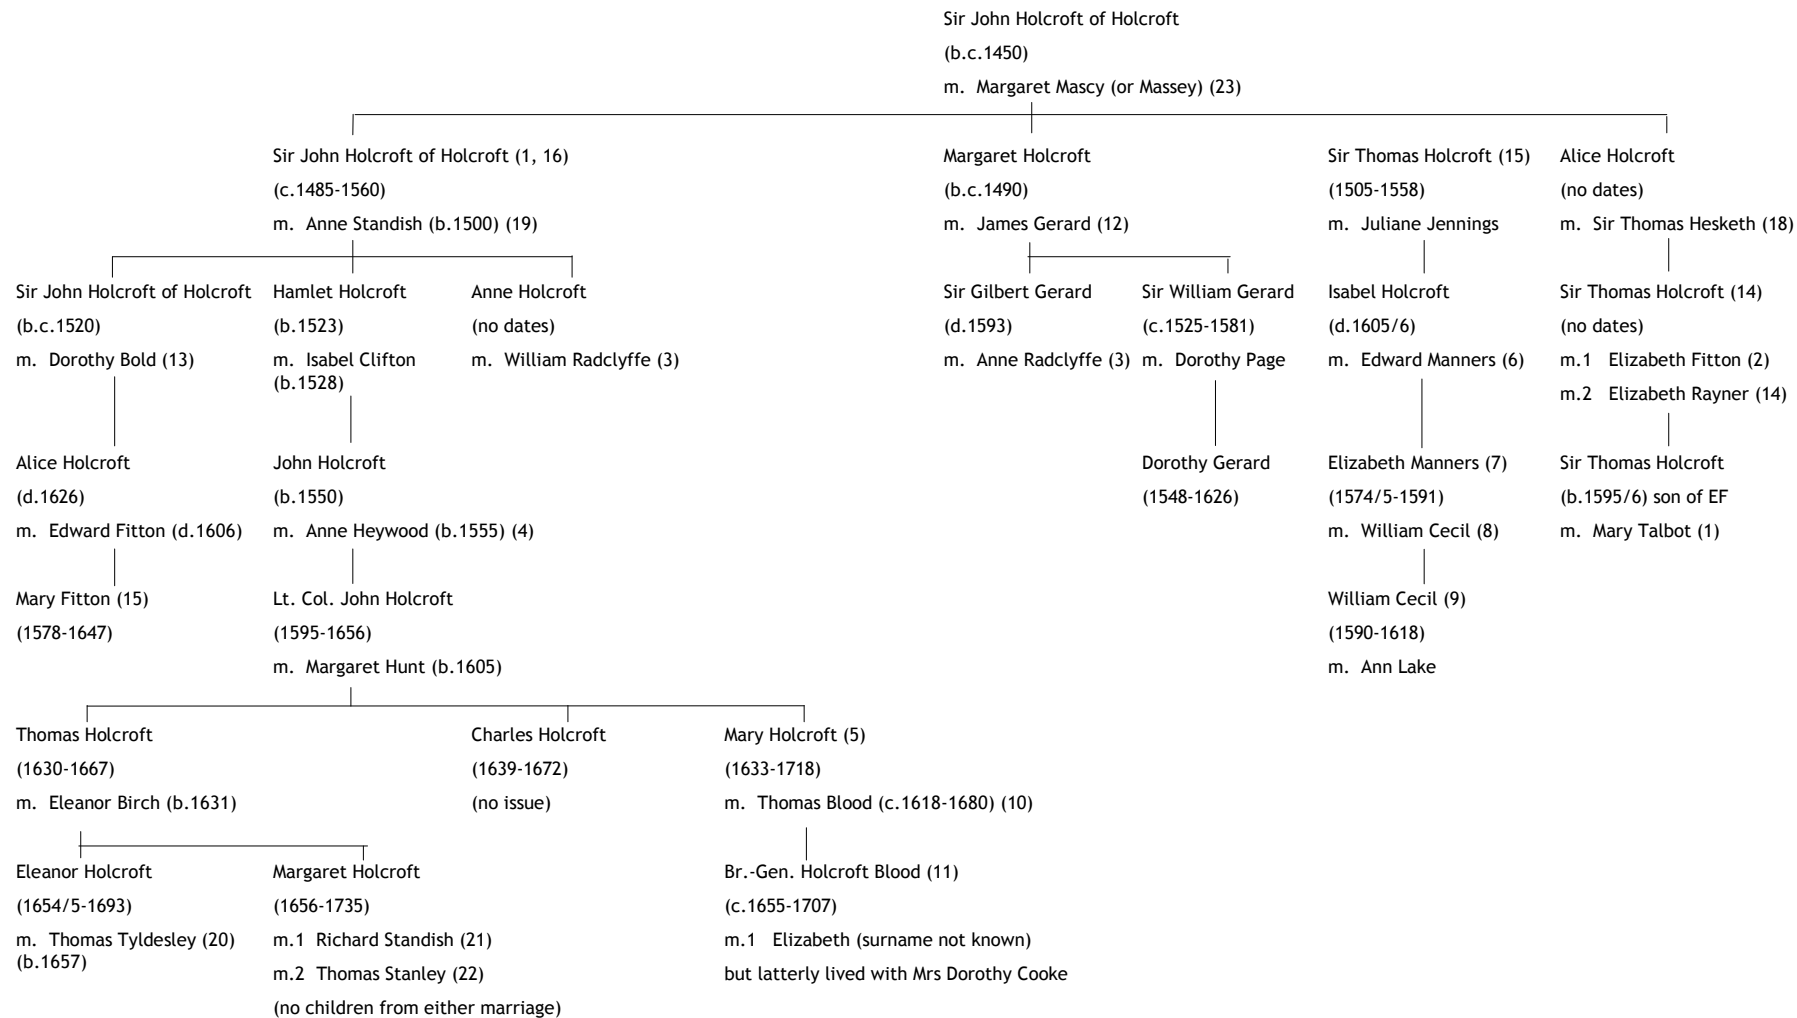 Sir John Holcroft of Holcroft
(b.c.1450)
m. Margaret Mascy (or Massey) (23)
Sir John Holcroft of Holcroft (1, 16)
(c.1485-1560)
m. Anne Standish (b.1500) (19)
Margaret Holcroft
(b.c.1490)
m. James Gerard (12)
Sir Thomas Holcroft (15)
(1505-1558)
m. Juliane Jennings
Alice Holcroft
(no dates)
m. Sir Thomas Hesketh (18)
Sir John Holcroft of Holcroft
(b.c.1520)
m. Dorothy Bold (13)
Hamlet Holcroft
(b.1523)
m. Isabel Clifton
(b.1528)
Anne Holcroft
(no dates)
m. William Radclyffe (3)
Sir Gilbert Gerard
(d.1593)
m. Anne Radclyffe (3)
Sir William Gerard
(c.1525-1581)
m. Dorothy Page
Isabel Holcroft
(d.1605/6)
m. Edward Manners (6)
Sir Thomas Holcroft (14)
(no dates)
m.1 Elizabeth Fitton (2)
m.2 Elizabeth Rayner (14)
Alice Holcroft
(d.1626)
m. Edward Fitton (d.1606)
John Holcroft
(b.1550)
m. Anne Heywood (b.1555) (4)
Dorothy Gerard
(1548-1626)
Elizabeth Manners (7)
(1574/5-1591)
m. William Cecil (8)
Sir Thomas Holcroft
(b.1595/6) son of EF
m. Mary Talbot (1)
Mary Fitton (15)
(1578-1647)
Lt. Col. John Holcroft
(1595-1656)
m. Margaret Hunt (b.1605)
William Cecil (9)
(1590-1618)
m. Ann Lake
Thomas Holcroft
(1630-1667)
m. Eleanor Birch (b.1631)
Charles Holcroft
(1639-1672)
(no issue)
Mary Holcroft (5)
(1633-1718)
m. Thomas Blood (c.1618-1680) (10)
Eleanor Holcroft
(1654/5-1693)
m. Thomas Tyldesley (20)
(b.1657)
Margaret Holcroft
(1656-1735)
m.1 Richard Standish (21)
m.2 Thomas Stanley (22)
(no children from either marriage)
Br.-Gen. Holcroft Blood (11)
(c.1655-1707)
m.1 Elizabeth (surname not known)
but latterly lived with Mrs Dorothy Cooke